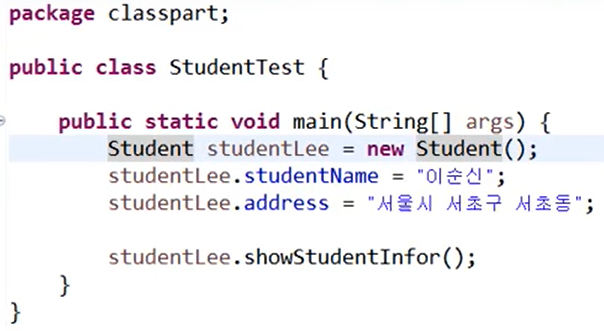 package classpart;
public class StudentTest {
public static void main(String[] args) {
Student studentLee = new Student();
studentLee.studentName = "이순신";
studentLee.address = "서울시 서초구 서초동";
studentLee.showStudentInfor();
}
}